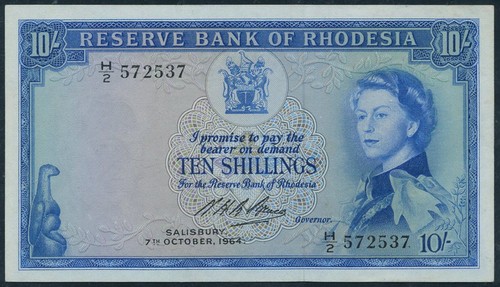 10/- RESERVE BANK OF RHODESIA 10/-
H/2 572537
I promise to pay the
bearer on demand
TEN SHILLINGS
For the Reserve Bank of Rhodesia
Governor.
SALISBURY,
7TH OCTOBER, 1964.
H/2 572537
10/-